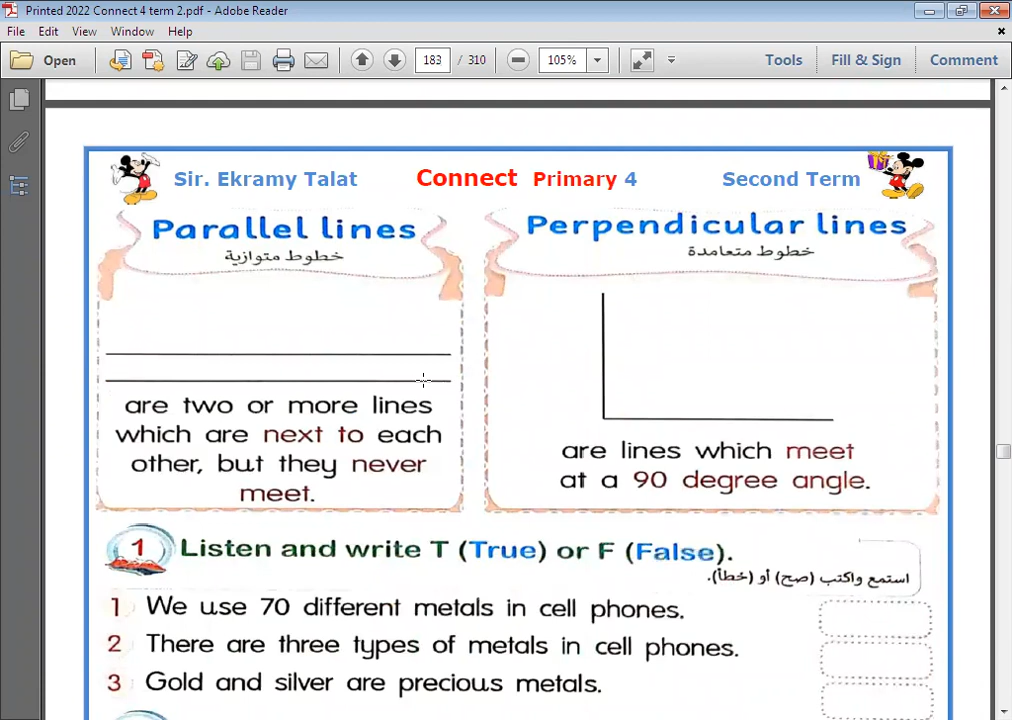 Printed 2022 Connect 4 term 2.pdf - Adobe Reader
File Edit View Window Help
Open 183 / 310 105% Tools Fill & Sign Comment
Sir. Ekramy Talat Connect Primary 4 Second Term
Parallel lines
خطوط متوازية
are two or more lines
which are next to each
other, but they never
meet.
Perpendicular lines
خطوط متعامدة
are lines which meet
at a 90 degree angle.
1 Listen and write T (True) or F (False).
استمع واكتب (صح) أو (خطأ).
1 We use 70 different metals in cell phones.
2 There are three types of metals in cell phones.
3 Gold and silver are precious metals.